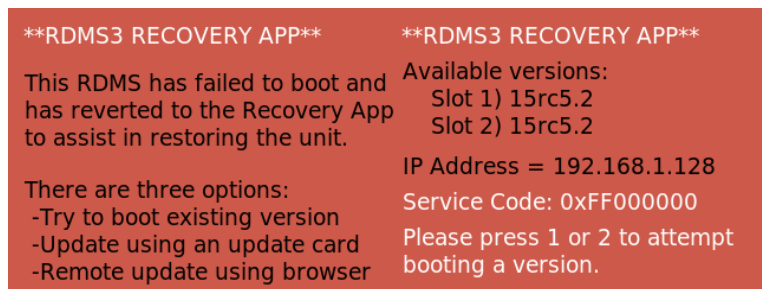 **RDMS3 RECOVERY APP**
This RDMS has failed to boot and
has reverted to the Recovery App
to assist in restoring the unit.
There are three options:
-Try to boot existing version
-Update using an update card
-Remote update using browser
**RDMS3 RECOVERY APP**
Available versions:
Slot 1) 15rc5.2
Slot 2) 15rc5.2
IP Address = 192.168.1.128
Service Code: 0xFF000000
Please press 1 or 2 to attempt
booting a version.